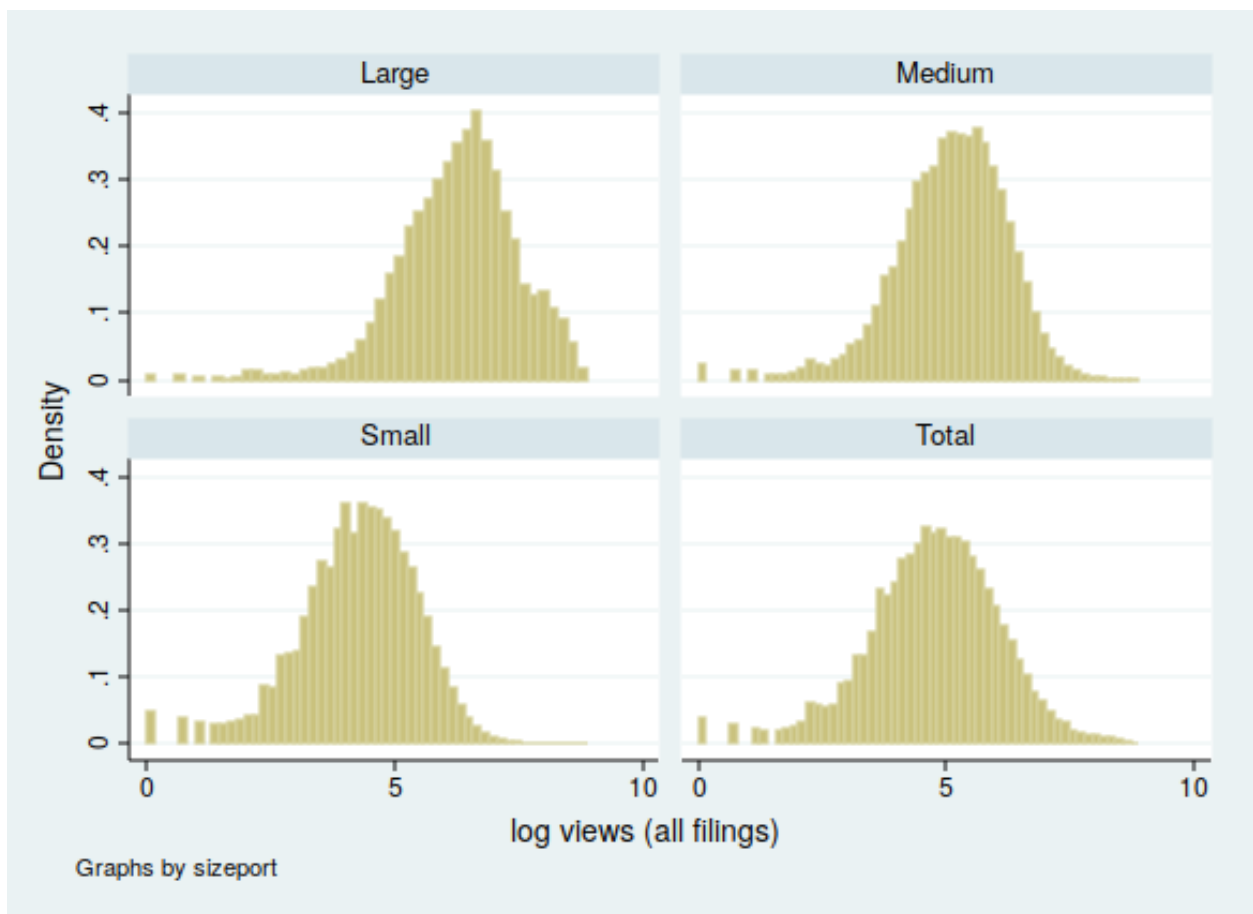 Large
Medium
.4
.3
.2
.1
0
Small
Total
.4
.3
.2
.1
0
0
5
10
0
5
10
Density
log views (all filings)
Graphs by sizeport